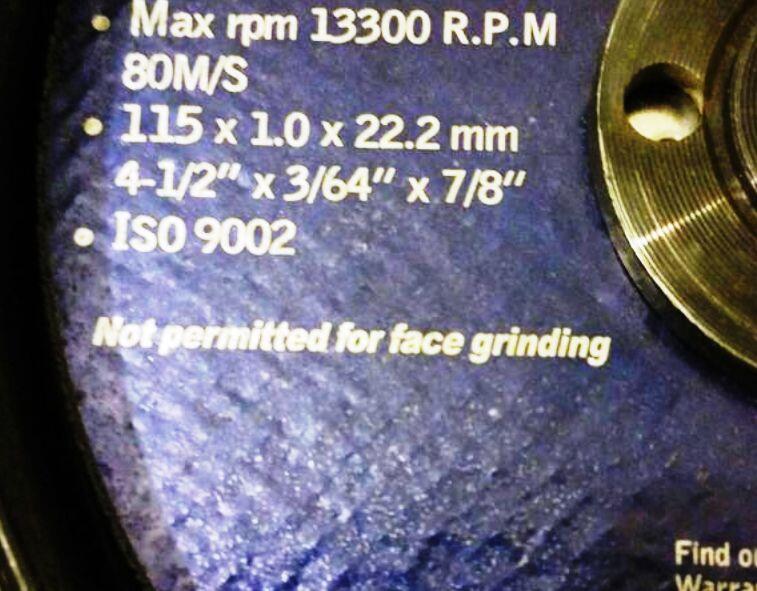 • Max rpm 13300 R.P.M
80M/S
• 115 x 1.0 x 22.2 mm
4-1/2" x 3/64" x 7/8"
• ISO 9002
Not permitted for face grinding
Find